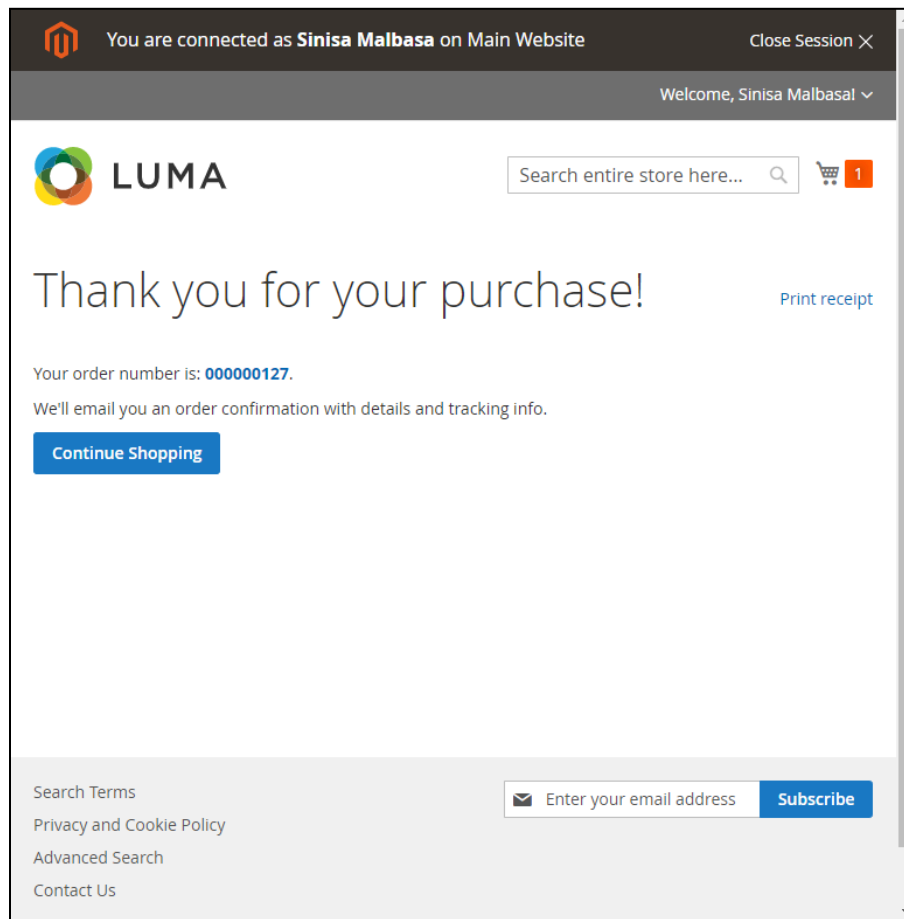 You are connected as Sinisa Malbasa on Main Website
Close Session
Welcome, Sinisa Malbasa!
LUMA
Search entire store here...
1
Thank you for your purchase!
Print receipt
Your order number is: 000000127.
We'll email you an order confirmation with details and tracking info.
Continue Shopping
Search Terms
Privacy and Cookie Policy
Advanced Search
Contact Us
Enter your email address
Subscribe